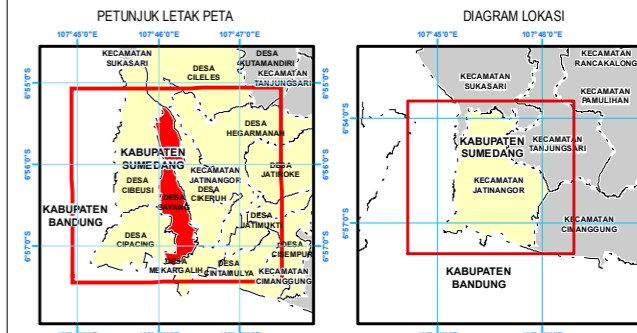 PETUNJUK LETAK PETA
107°45'0"E
107°46'0"E
107°47'0"E
6°55'0"S
6°56'0"S
6°57'0"S
KECAMATAN
SUKASARI
DESA
CILELES
DESA
KUTAMANDIRI
KECAMATAN
TANJUNGSARI
DESA
HEGARMANAH
KABUPATEN
SUMEDANG
KECAMATAN
JATINANGOR
DESA
JATIROKE
DESA
CIBEUSI
DESA
CIKERUH
DESA
SAYANG
KABUPATEN
BANDUNG
DESA
JATIMUKTI
DESA
CIPACING
DESA
CISEMPUR
DESA
MEKARGALIH
DESA
CINTAMULYA
KECAMATAN
CIMANGGUNG
DIAGRAM LOKASI
107°45'0"E
107°48'0"E
6°54'0"S
6°57'0"S
KECAMATAN
RANCAKALONG
KECAMATAN
SUKASARI
KECAMATAN
PAMULIHAN
KABUPATEN
SUMEDANG
KECAMATAN
TANJUNGSARI
KECAMATAN
JATINANGOR
KECAMATAN
CIMANGGUNG
KABUPATEN
BANDUNG